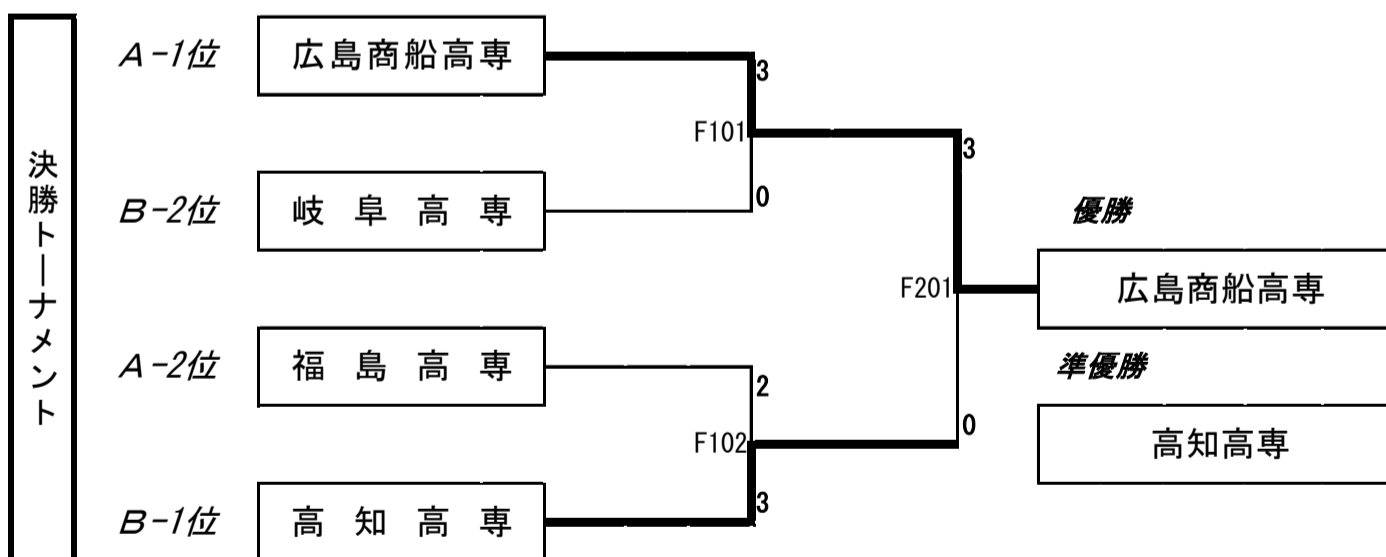 決勝トーナメント
A-1位 広島商船高専
3
F101
0
B-2位 岐阜高専
3
優勝
F201
広島商船高専
A-2位 福島高専
準優勝
2
0
F102
高知高専
3
B-1位 高知高専